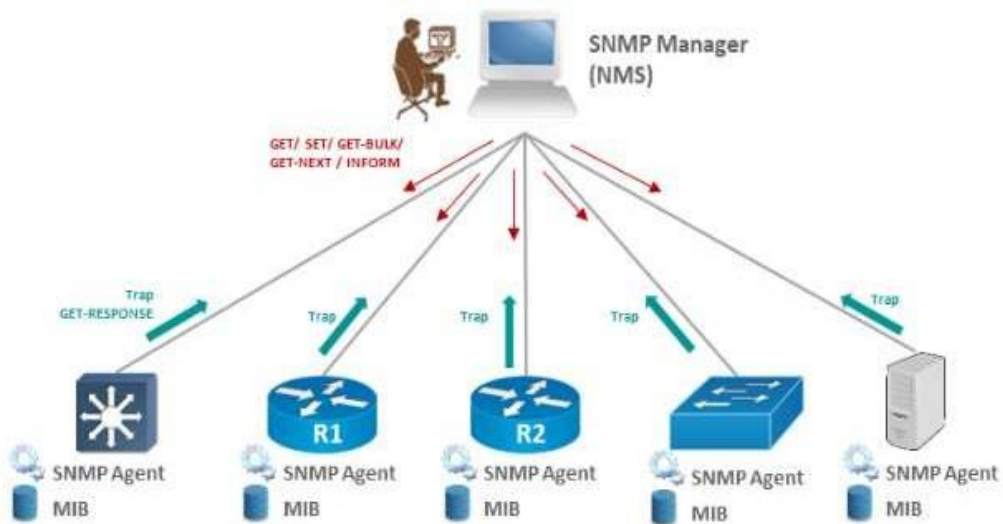 SNMP Manager
(NMS)
GET/ SET/ GET-BULK/
GET-NEXT / INFORM
Trap
GET-RESPONSE
Trap
Trap
Trap
Trap
R1
R2
SNMP Agent
MIB
SNMP Agent
MIB
SNMP Agent
MIB
SNMP Agent
MIB
SNMP Agent
MIB